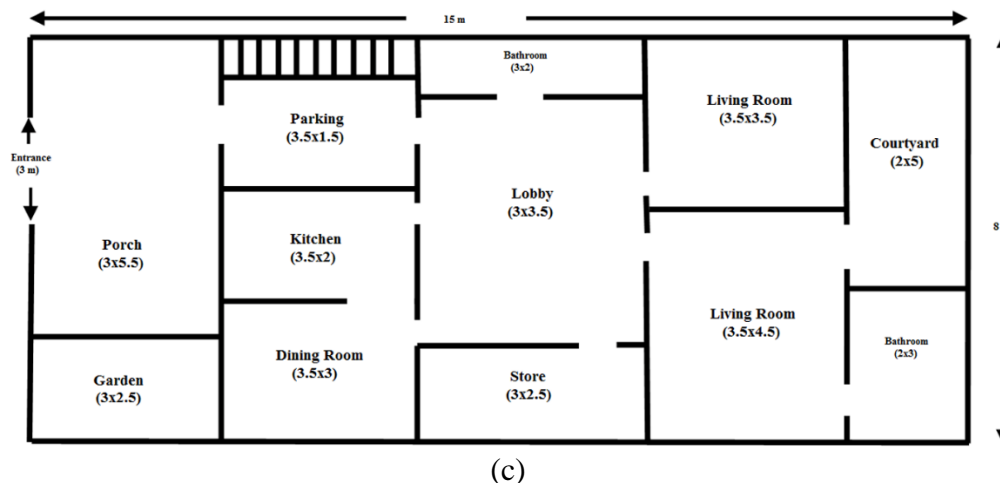 15 m
Bathroom
(3x2)
Living Room
(3.5x3.5)
Parking
(3.5x1.5)
Courtyard
(2x5)
Entrance
(3 m)
Lobby
(3x3.5)
8
Porch
(3x5.5)
Kitchen
(3.5x2)
Living Room
(3.5x4.5)
Bathroom
(2x3)
Dining Room
(3.5x3)
Garden
(3x2.5)
Store
(3x2.5)
(c)